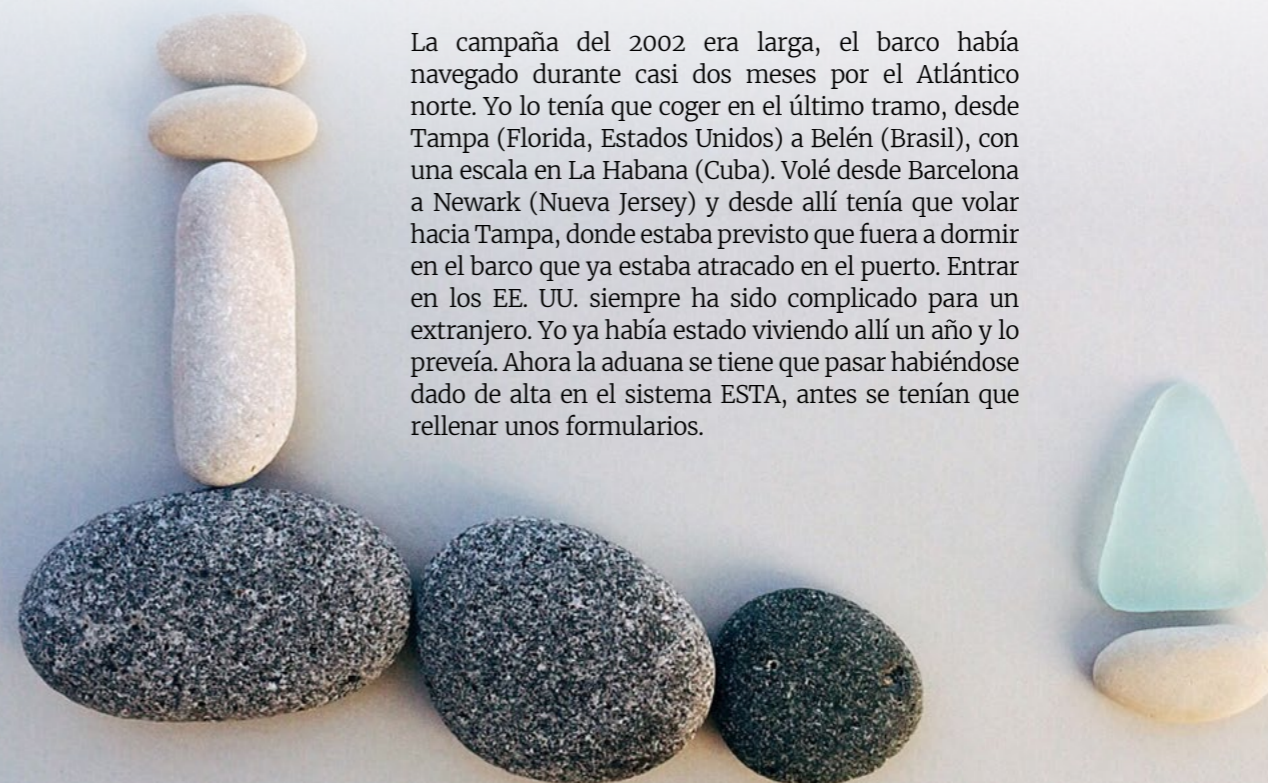 La campaña del 2002 era larga, el barco había
navegado durante casi dos meses por el Atlántico
norte. Yo lo tenía que coger en el último tramo, desde
Tampa (Florida, Estados Unidos) a Belén (Brasil), con
una escala en La Habana (Cuba). Volé desde Barcelona
a Newark (Nueva Jersey) y desde allí tenía que volar
hacia Tampa, donde estaba previsto que fuera a dormir
en el barco que ya estaba atracado en el puerto. Entrar
en los EE. UU. siempre ha sido complicado para un
extranjero. Yo ya había estado viviendo allí un año y lo
preveía. Ahora la aduana se tiene que pasar habiéndose
dado de alta en el sistema ESTA, antes se tenían que
rellenar unos formularios.